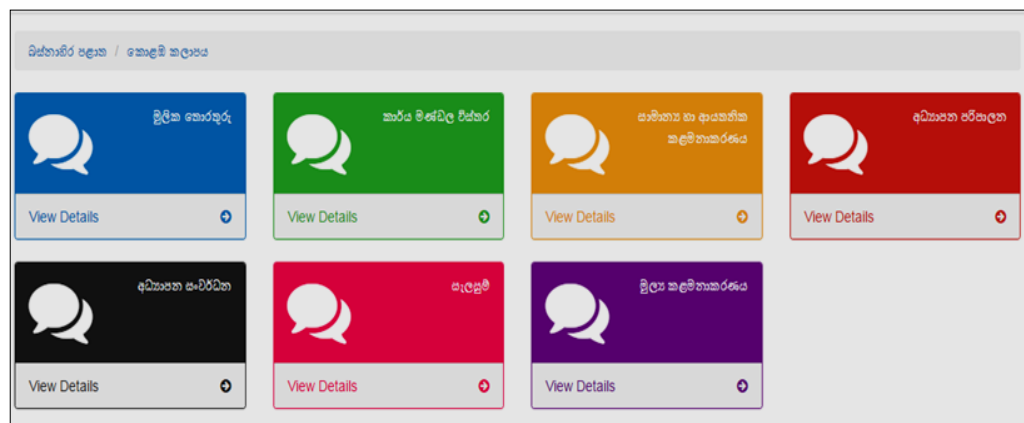 බස්නාහිර පළාත / කොළඹ කලාපය
මූලික තොරතුරු
View Details
කාර්ය මණ්ඩල විස්තර
View Details
සාමාන්‍ය හා ආයතනික
කළමනාකරණය
View Details
අධ්‍යාපන පරිපාලන
View Details
අධ්‍යාපන සංවර්ධන
View Details
සැලසුම්
View Details
මූල්‍ය කළමනාකරණය
View Details